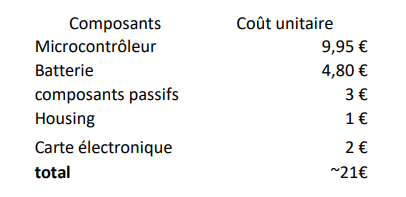 Composants Coût unitaire
Microcontrôleur 9,95 €
Batterie 4,80 €
composants passifs 3 €
Housing 1 €
Carte électronique 2 €
total ~21€